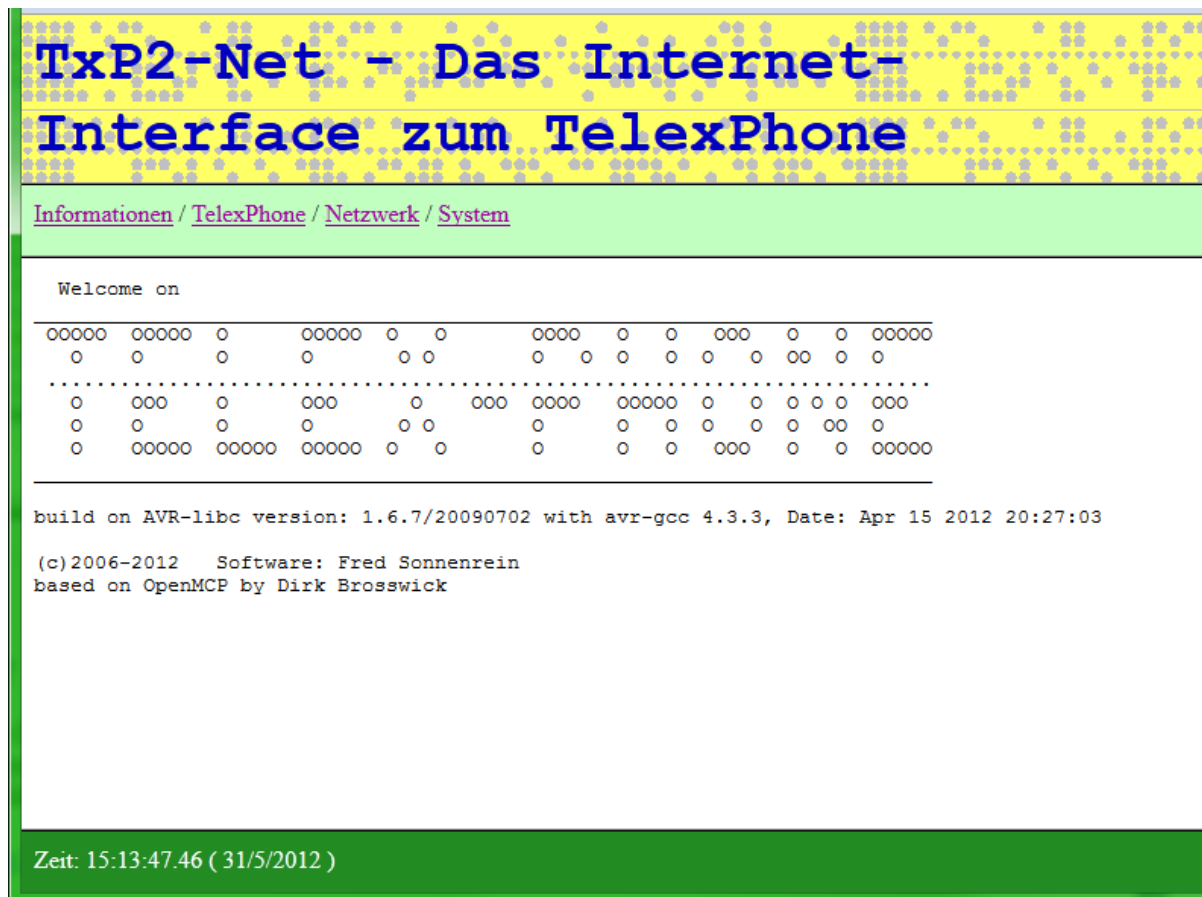 TxP2-Net - Das Internet-
Interface zum TelexPhone
Informationen / TelexPhone / Netzwerk / System
Welcome on
TELEX-PHONE
build on AVR-libc version: 1.6.7/20090702 with avr-gcc 4.3.3, Date: Apr 15 2012 20:27:03
(c)2006-2012 Software: Fred Sonnenrein
based on OpenMCP by Dirk Brosswick
Zeit: 15:13:47.46 ( 31/5/2012 )